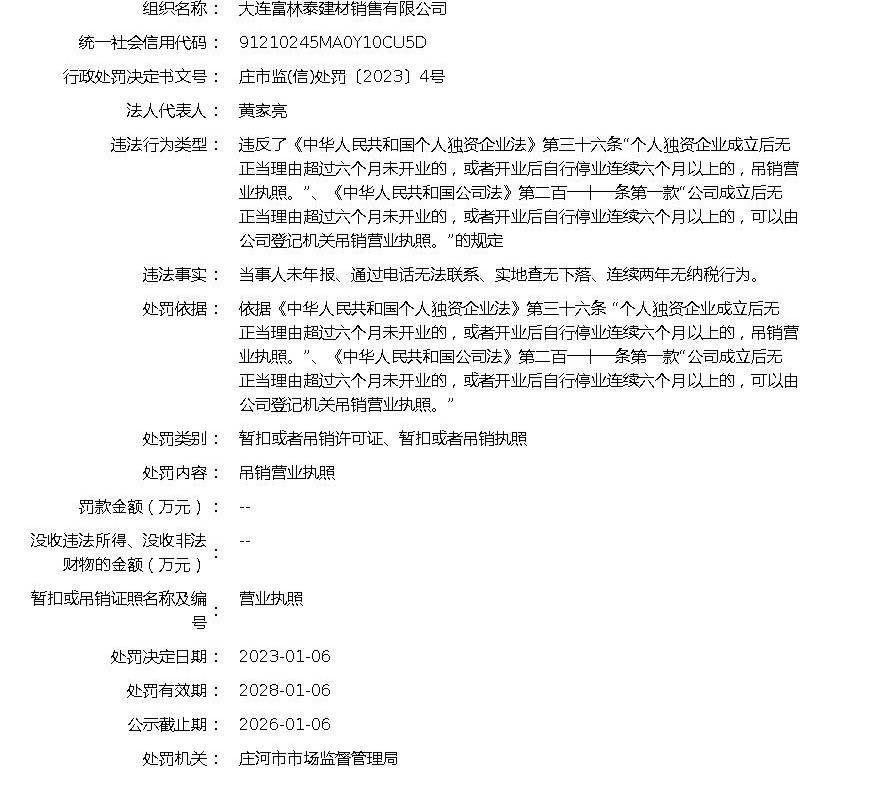 组织名称： 大连富林泰建材销售有限公司
统一社会信用代码： 91210245MA0Y10CU5D
行政处罚决定书文号： 庄市监(信)处罚〔2023〕4号
法人代表人： 黄家亮
违法行为类型： 违反了《中华人民共和国个人独资企业法》第三十六条“个人独资企业成立后无
正当理由超过六个月未开业的，或者开业后自行停业连续六个月以上的，吊销营
业执照。”、《中华人民共和国公司法》第二百一十一条第一款“公司成立后无
正当理由超过六个月未开业的，或者开业后自行停业连续六个月以上的，可以由
公司登记机关吊销营业执照。”的规定
违法事实： 当事人未年报、通过电话无法联系、实地查无下落、连续两年无纳税行为。
处罚依据： 依据《中华人民共和国个人独资企业法》第三十六条 “个人独资企业成立后无
正当理由超过六个月未开业的，或者开业后自行停业连续六个月以上的，吊销营
业执照。”、《中华人民共和国公司法》第二百一十一条第一款“公司成立后无
正当理由超过六个月未开业的，或者开业后自行停业连续六个月以上的，可以由
公司登记机关吊销营业执照。”
处罚类别： 暂扣或者吊销许可证、暂扣或者吊销执照
处罚内容： 吊销营业执照
罚款金额（万元）： --
没收违法所得、没收非法
财物的金额（万元）： --
暂扣或吊销证照名称及编
号： 营业执照
处罚决定日期： 2023-01-06
处罚有效期： 2028-01-06
公示截止期： 2026-01-06
处罚机关： 庄河市市场监督管理局